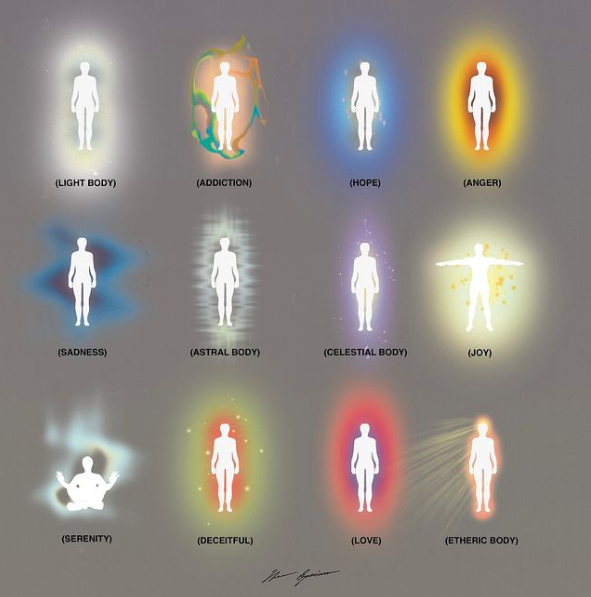 (LIGHT BODY)
(ADDICTION)
(HOPE)
(ANGER)
(SADNESS)
(ASTRAL BODY)
(CELESTIAL BODY)
(JOY)
(SERENITY)
(DECEITFUL)
(LOVE)
(ETHERIC BODY)